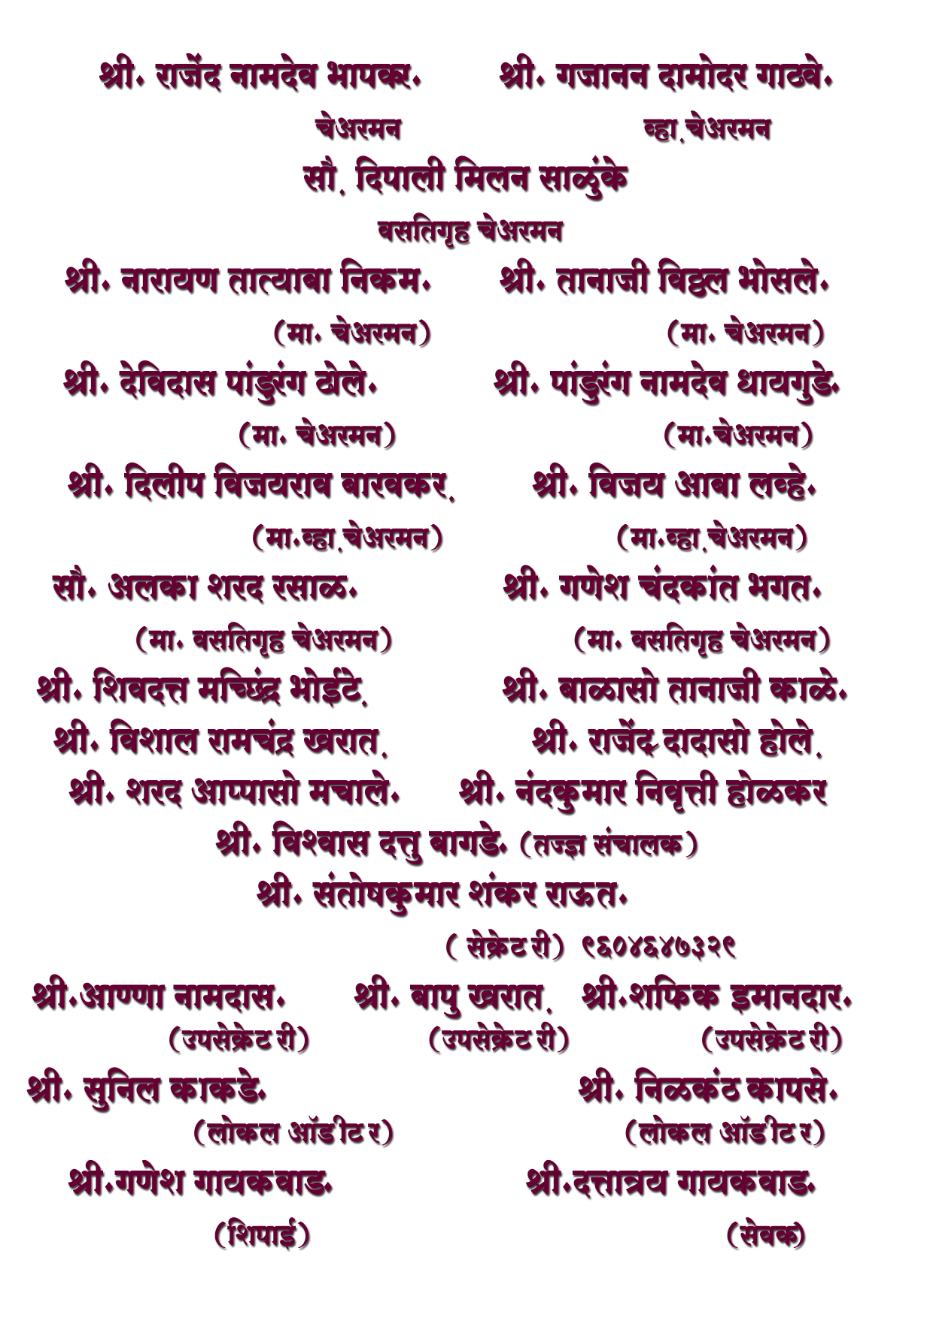 श्री. राजेंद नामदेव भापकर. श्री. गजानन दामोदर गाठवे.
चेअरमन व्हा.चेअरमन
सौ. दिपाली मिलन साळुंके
वसतिगृह चेअरमन
श्री. नारायण तात्याबा निकम. श्री. तानाजी विठ्ठल भोसले.
(मा. चेअरमन) (मा. चेअरमन)
श्री. देविदास पांडुरंग ठोले. श्री. पांडुरंग नामदेव धायगुडे.
(मा. चेअरमन) (मा.चेअरमन)
श्री. दिलीप विजयराव बारवकर. श्री. विजय आबा लव्हे.
(मा.व्हा.चेअरमन) (मा.व्हा.चेअरमन)
सौ. अलका शरद रसाळ. श्री. गणेश चंदकांत भगत.
(मा. वसतिगृह चेअरमन) (मा. वसतिगृह चेअरमन)
श्री. शिवदत्त मच्छिंद्र भोईटे. श्री. बाळासो तानाजी काळे.
श्री. विशाल रामचंद्र खरात. श्री. राजेंद्र दादासो होले.
श्री. शरद आप्पासो मचाले. श्री. नंदकुमार निवृत्ती होळकर
श्री. विश्वास दत्तु बागडे. (तज्ज्ञ संचालक)
श्री. संतोषकुमार शंकर राऊत.
( सेक्रेटरी) ९६०४६४७३२९
श्री.आण्णा नामदास. श्री. बापु खरात. श्री.शफिक इमानदार.
(उपसेक्रेटरी) (उपसेक्रेटरी) (उपसेक्रेटरी)
श्री. सुनिल काकडे. श्री. निळकंठ कापसे.
(लोकल ऑडीटर) (लोकल ऑडीटर)
श्री.गणेश गायकवाड. श्री.दत्तात्रय गायकवाड.
(शिपाई) (सेवक)